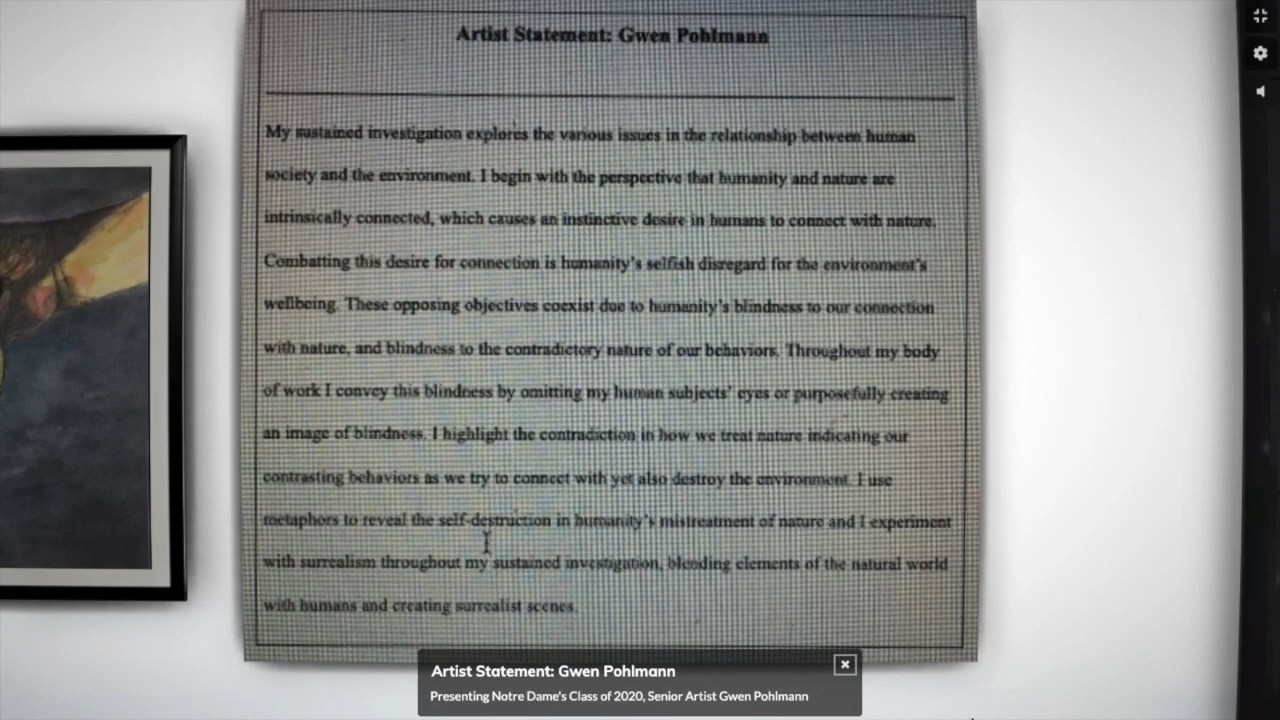 Artist Statement: Gwen Pohlmann
My sustained investigation explores the various issues in the relationship between human
society and the environment. I begin with the perspective that humanity and nature are
intrinsically connected, which causes an instinctive desire in humans to connect with nature.
Combatting this desire for connection is humanity's selfish disregard for the environment's
wellbeing. These opposing objectives coexist due to humanity's blindness to our connection
with nature, and blindness to the contradictory nature of our behaviors. Throughout my body
of work I convey this blindness by omitting my human subjects' eyes or purposefully creating
an image of blindness. I highlight the contradiction in how we treat nature indicating our
contrasting behaviors as we try to connect with yet also destroy the environment. I use
metaphors to reveal the self-destruction in humanity's mistreatment of nature and I experiment
with surrealism throughout my sustained investigation, blending elements of the natural world
with humans and creating surrealist scenes.
Artist Statement: Gwen Pohlmann
Presenting Notre Dame's Class of 2020, Senior Artist Gwen Pohlmann